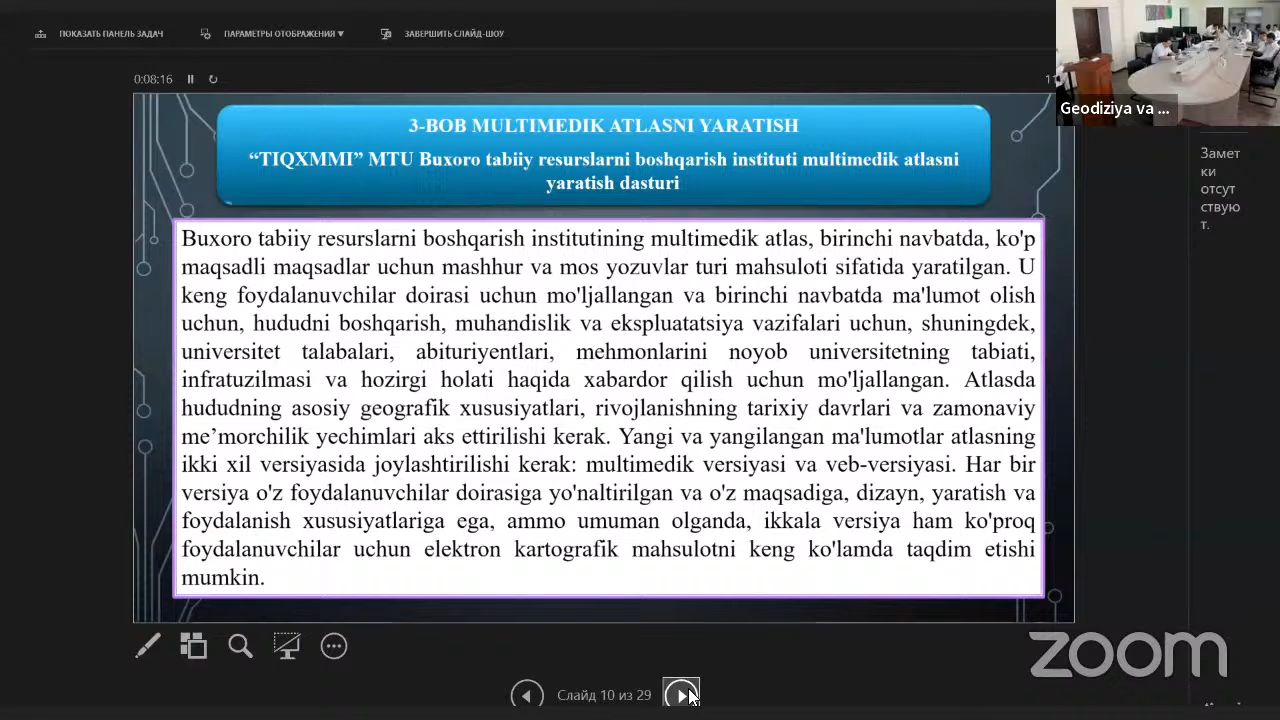 ПОКАЗАТЬ ПАНЕЛЬ ЗАДАЧ
ПАРАМЕТРЫ ОТОБРАЖЕНИЯ ▼
ЗАВЕРШИТЬ СЛАЙД-ШОУ
0:08:16
Geodiziya va ...
3-BOB MULTIMEDIK ATLASNI YARATISH
“TIQXMMI” MTU Buxoro tabiiy resurslarni boshqarish instituti multimedik atlasni
yaratish dasturi
Buxoro tabiiy resurslarni boshqarish institutining multimedik atlas, birinchi navbatda, ko'p
maqsadli maqsadlar uchun mashhur va mos yozuvlar turi mahsuloti sifatida yaratilgan. U
keng foydalanuvchilar doirasi uchun mo'ljallangan va birinchi navbatda ma'lumot olish
uchun, hududni boshqarish, muhandislik va ekspluatatsiya vazifalari uchun, shuningdek,
universitet talabalari, abituriyentlari, mehmonlarini noyob universitetning tabiati,
infratuzilmasi va hozirgi holati haqida xabardor qilish uchun mo'ljallangan. Atlasda
hududning asosiy geografik xususiyatlari, rivojlanishning tarixiy davrlari va zamonaviy
me’morchilik yechimlari aks ettirilishi kerak. Yangi va yangilangan ma'lumotlar atlasning
ikki xil versiyasida joylashtirilishi kerak: multimedik versiyasi va veb-versiyasi. Har bir
versiya o'z foydalanuvchilar doirasiga yo'naltirilgan va o'z maqsadiga, dizayn, yaratish va
foydalanish xususiyatlariga ega, ammo umuman olganda, ikkala versiya ham ko'proq
foydalanuvchilar uchun elektron kartografik mahsulotni keng ko'lamda taqdim etishi
mumkin.
Замет
ки
отсут
ствую
т.
zoom
Слайд 10 из 29